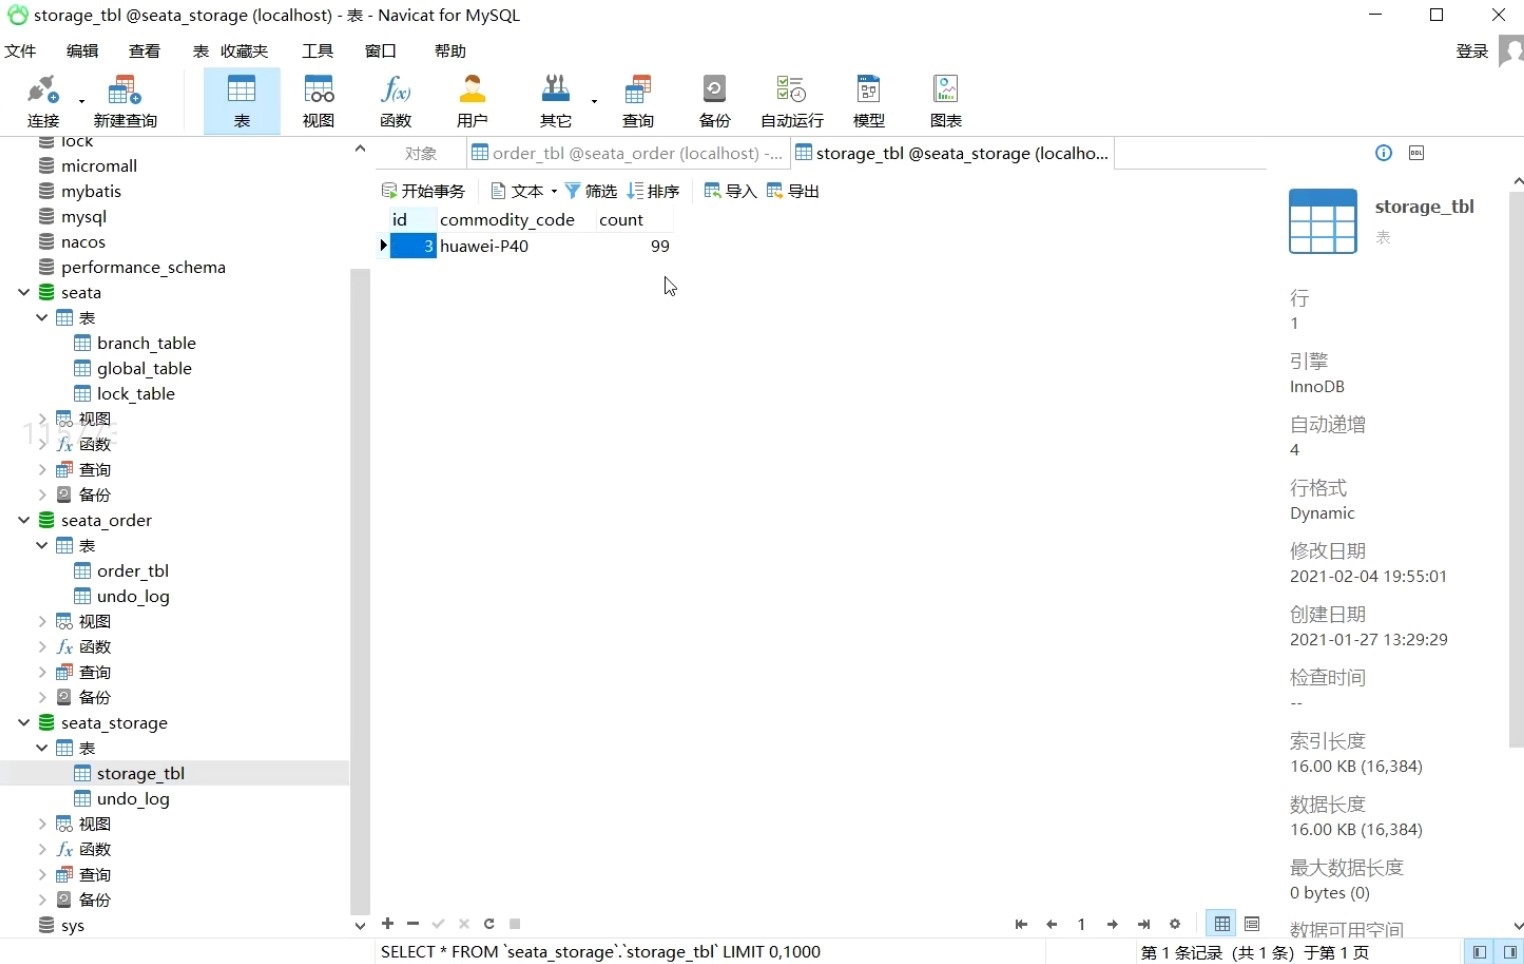 storage_tbl @seata_storage (localhost) - 表 - Navicat for MySQL
文件 编辑 查看 表 收藏夹 工具 窗口 帮助 登录
连接 新建查询 表 视图 函数 用户 其它 查询 备份 自动运行 模型 图表
lock
micromall
mybatis
mysql
nacos
performance_schema
seata
表
branch_table
global_table
lock_table
视图
函数
查询
备份
seata_order
表
order_tbl
undo_log
视图
函数
查询
备份
seata_storage
表
storage_tbl
undo_log
视图
函数
查询
备份
sys
对象 order_tbl @seata_order (localhost) -... storage_tbl @seata_storage (localho...
开始事务 文本 筛选 排序 导入 导出
id commodity_code count
3 huawei-P40 99
1
SELECT * FROM `seata_storage`.`storage_tbl` LIMIT 0,1000
第 1 条记录 (共 1 条) 于第 1 页
DDL
storage_tbl
表
行
1
引擎
InnoDB
自动递增
4
行格式
Dynamic
修改日期
2021-02-04 19:55:01
创建日期
2021-01-27 13:29:29
检查时间
--
索引长度
16.00 KB (16,384)
数据长度
16.00 KB (16,384)
最大数据长度
0 bytes (0)
数据可用空间